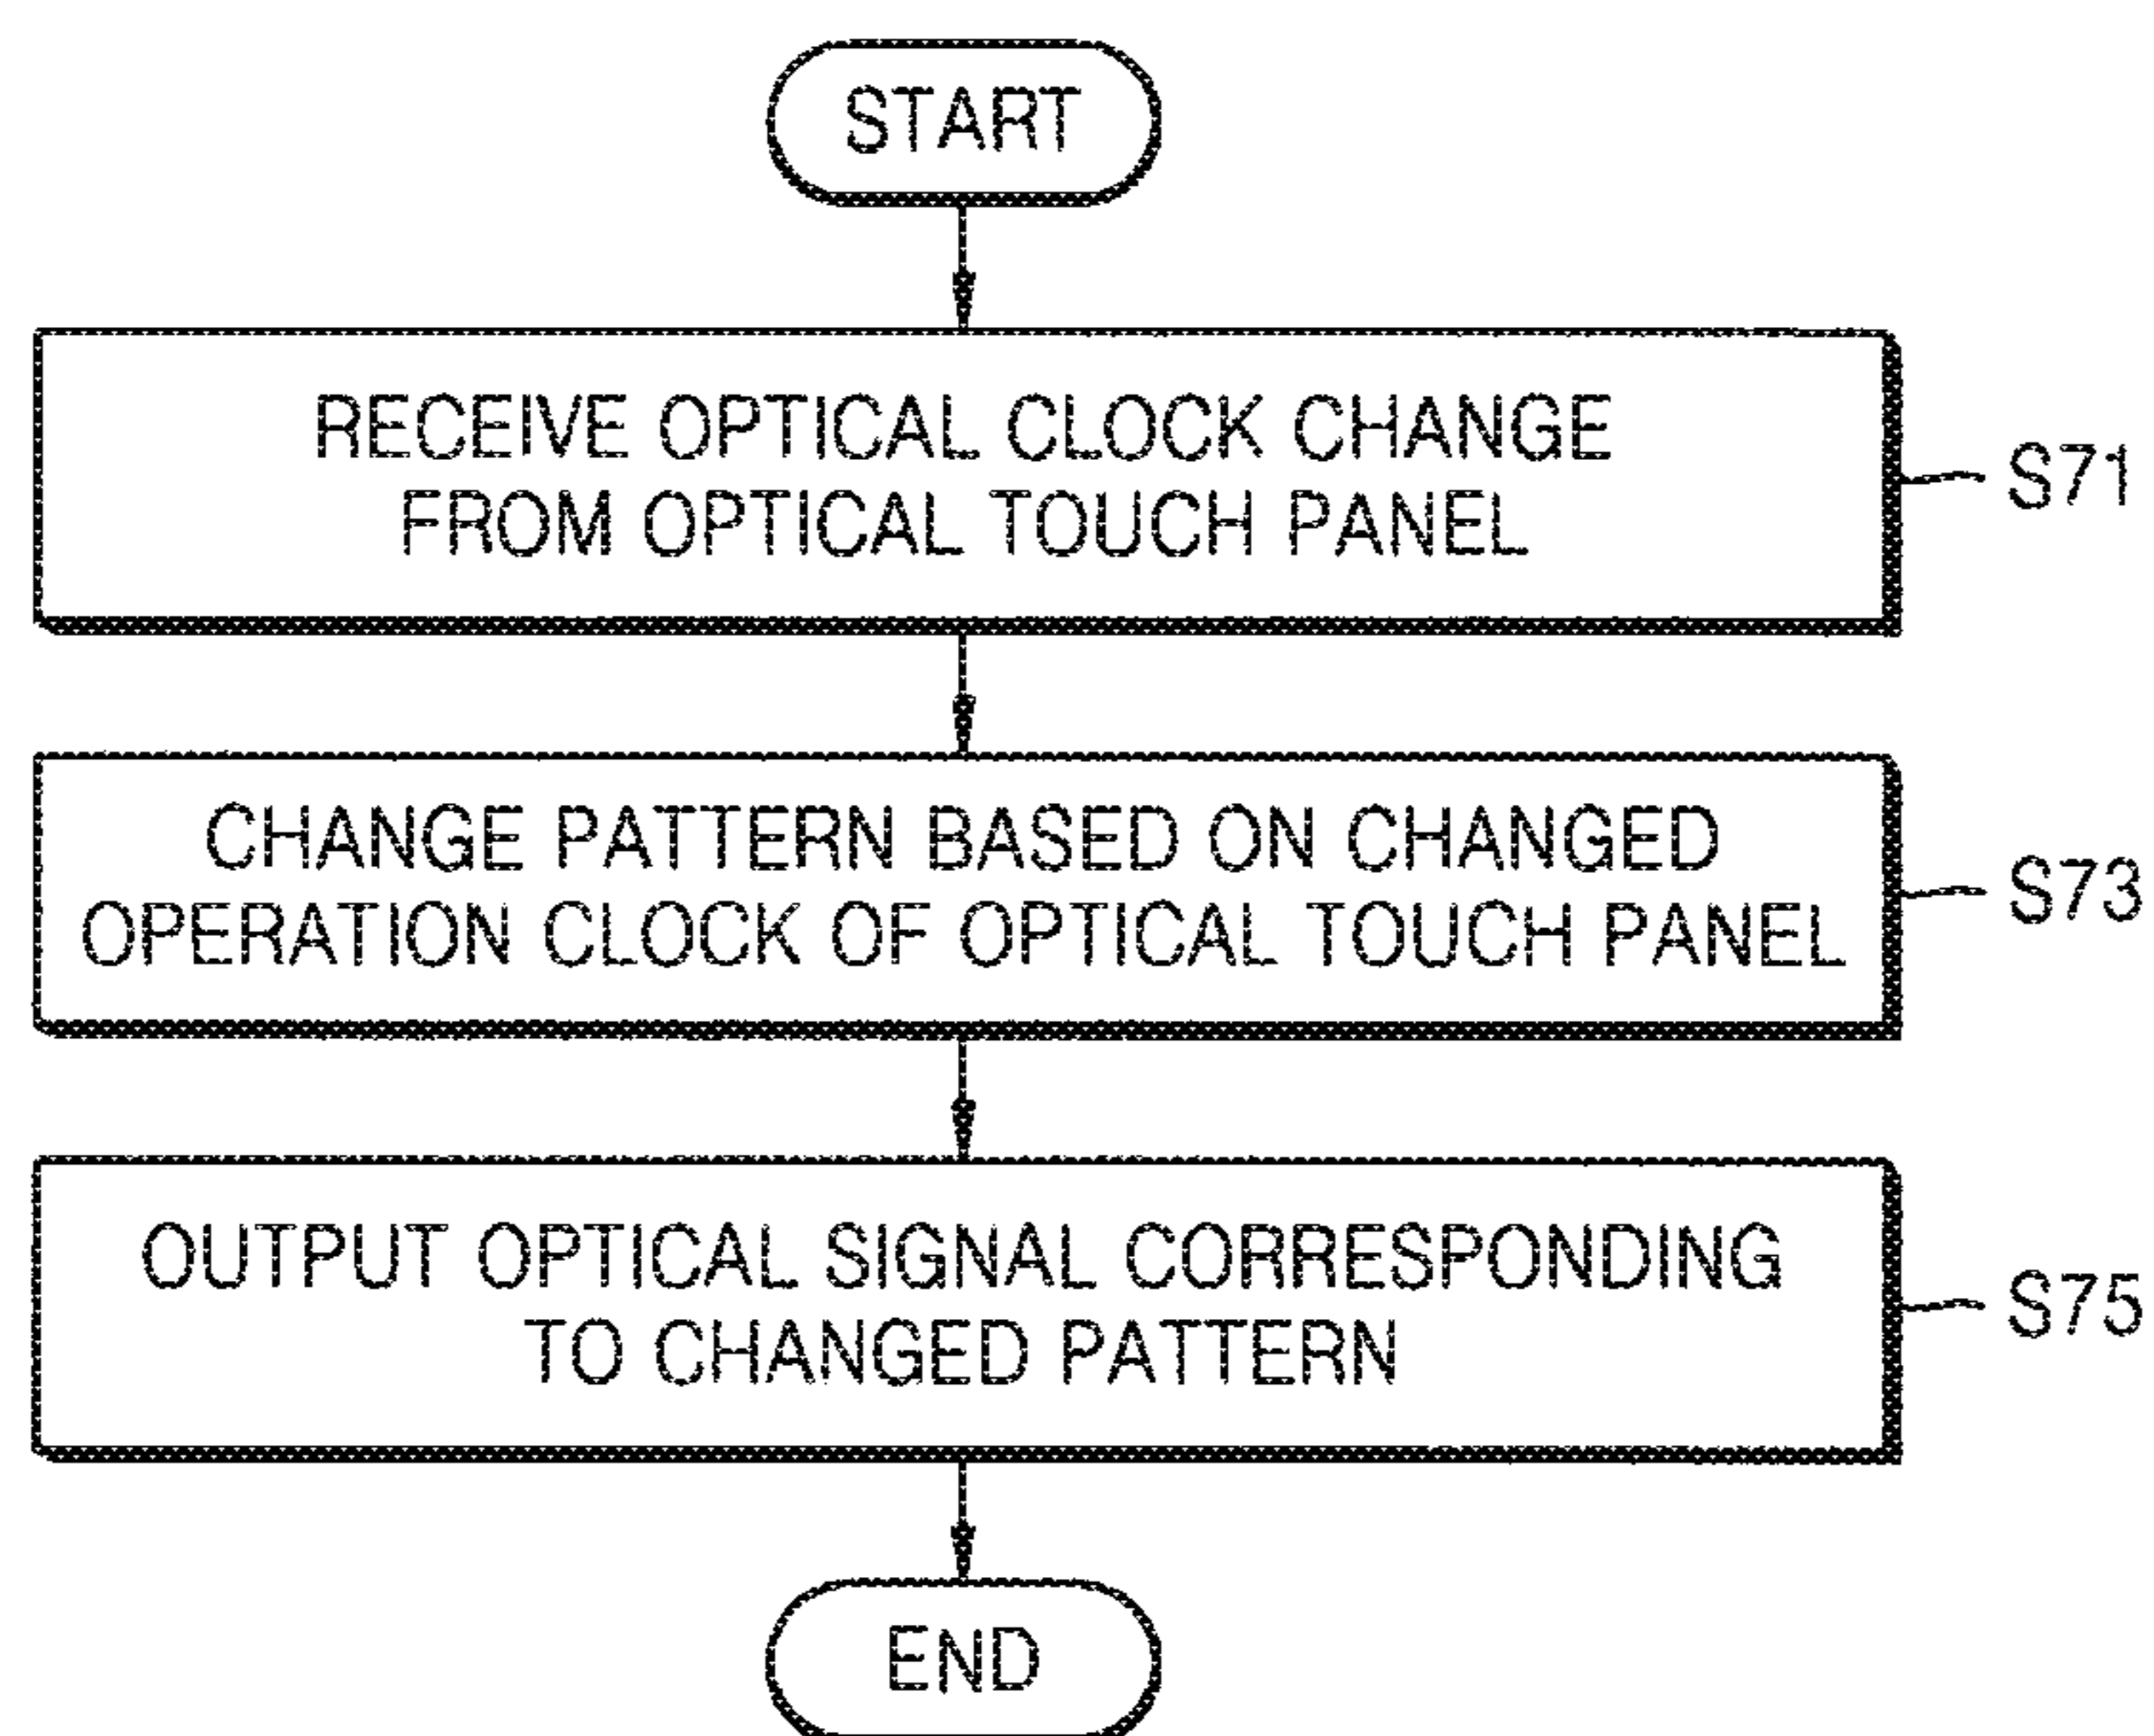 START
RECEIVE OPTICAL CLOCK CHANGE
FROM OPTICAL TOUCH PANEL
S71
CHANGE PATTERN BASED ON CHANGED
OPERATION CLOCK OF OPTICAL TOUCH PANEL
S73
OUTPUT OPTICAL SIGNAL CORRESPONDING
TO CHANGED PATTERN
S75
END